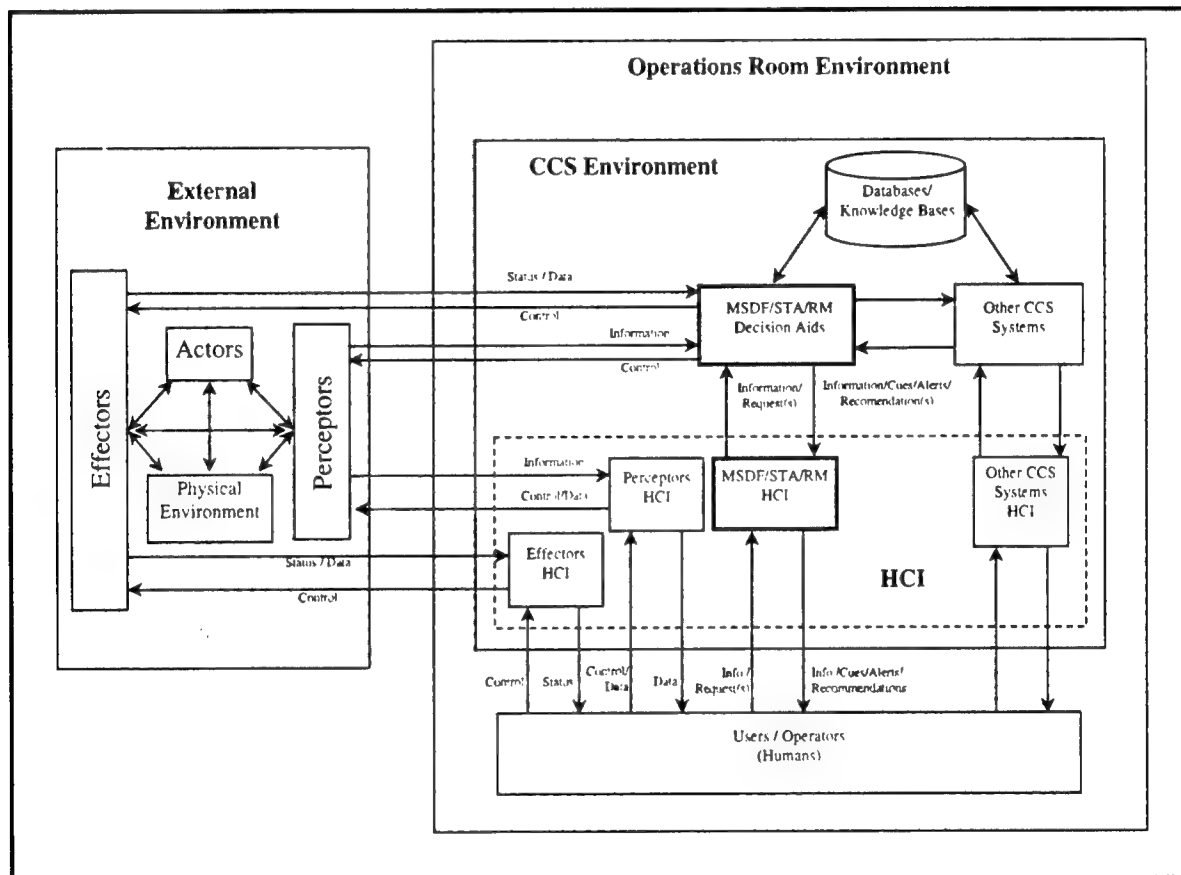 Operations Room Environment
CCS Environment
External
Environment
Databases/
Knowledge Bases
Status / Data
Control
Information
Control
MSDF/STA/RM
Decision Aids
Other CCS
Systems
Actors
Effectors
Perceptors
Physical
Environment
Information/
Request(s)
Information/Cues/Alerts/
Recomendation(s)
Information
Control/Data
Perceptors
HCI
MSDF/STA/RM
HCI
Other CCS
Systems
HCI
Status / Data
Control
Effectors
HCI
HCI
Control
Status
Control/
Data
Data
Info /
Request(s)
Info /Cues/Alerts/
Recommendations
Users / Operators
(Humans)